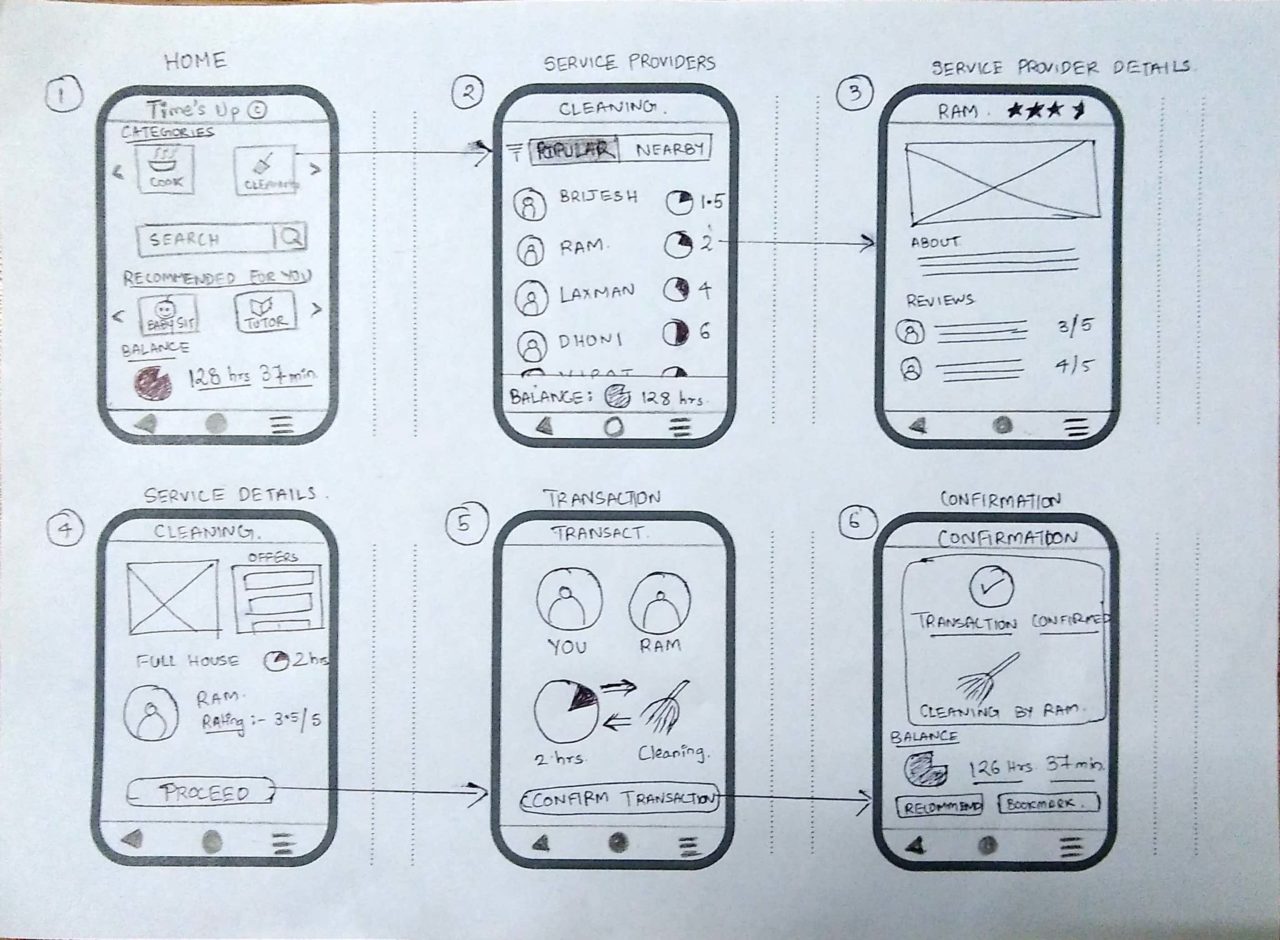 HOME
1
Time's Up ©
CATEGORIES
< COOK CLEANING >
SEARCH
RECOMMENDED FOR YOU
< BABY SIT TUTOR >
BALANCE
128 hrs 37 min.
SERVICE PROVIDERS
2
CLEANING.
POPULAR NEARBY
BRIJESH 1.5
RAM. 2
LAXMAN 4
DHONI 6
VIRAT
BALANCE: 128 hrs.
SERVICE PROVIDER DETAILS.
3
RAM. ★★★
ABOUT
REVIEWS
3/5
4/5
SERVICE DETAILS.
4
CLEANING.
OFFERS
FULL HOUSE 2 hrs
RAM.
Rating :- 3.5/5
PROCEED
TRANSACTION
5
TRANSACT.
YOU RAM
2 hrs. Cleaning.
CONFIRM TRANSACTION
CONFIRMATION
6
CONFIRMATION
TRANSACTION CONFIRMED
CLEANING BY RAM.
BALANCE
126 Hrs 37 min.
RECOMMEND BOOKMARK.